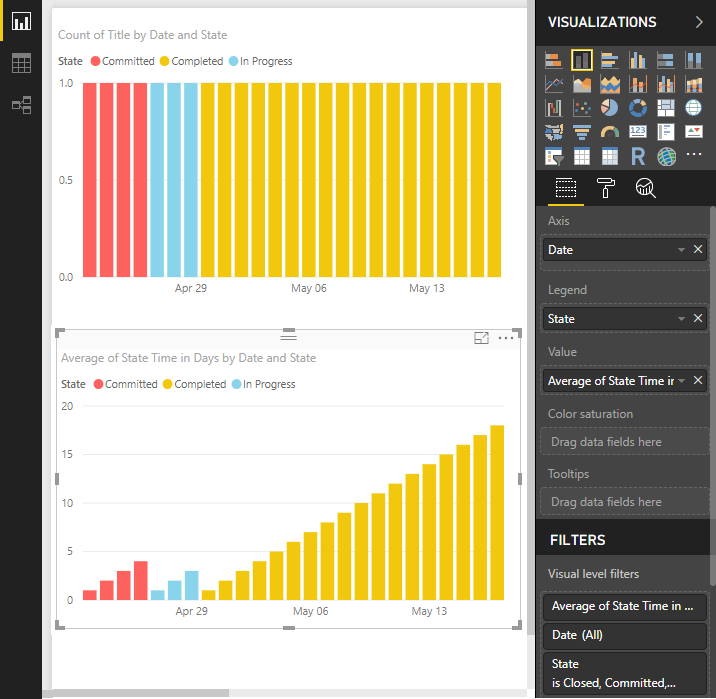 Count of Title by Date and State
State Committed Completed In Progress
1.0
0.5
0.0
Apr 29 May 06 May 13
Average of State Time in Days by Date and State
State Committed Completed In Progress
20
15
10
5
0
Apr 29 May 06 May 13
VISUALIZATIONS
123
R
Axis
Date
Legend
State
Value
Average of State Time in
Color saturation
Drag data fields here
Tooltips
Drag data fields here
FILTERS
Visual level filters
Average of State Time in ...
Date (All)
State
is Closed, Committed,...